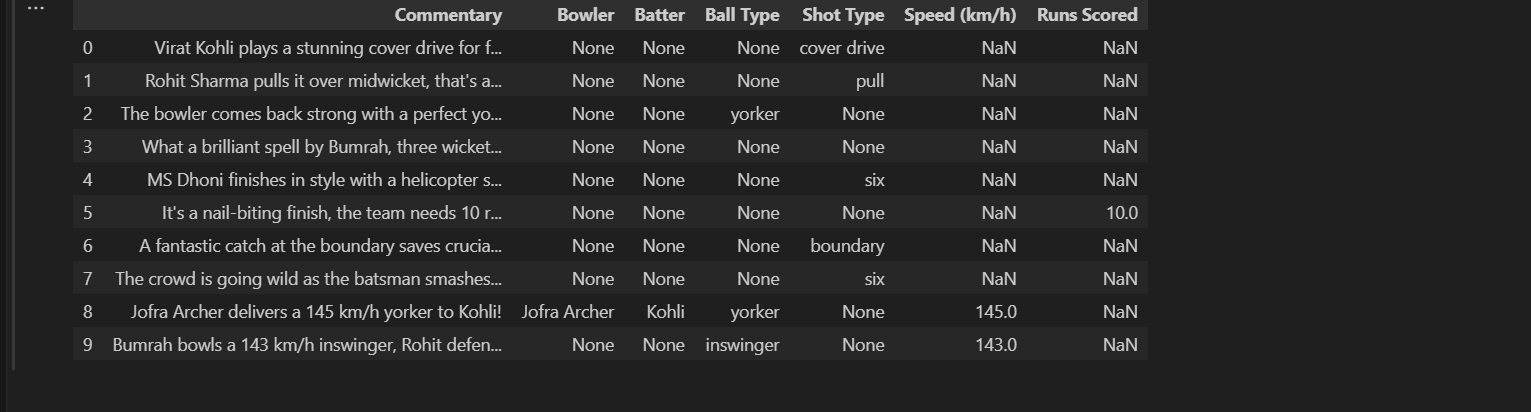 ...
Commentary Bowler Batter Ball Type Shot Type Speed (km/h) Runs Scored
0 Virat Kohli plays a stunning cover drive for f... None None None cover drive NaN NaN
1 Rohit Sharma pulls it over midwicket, that's a... None None None pull NaN NaN
2 The bowler comes back strong with a perfect yo... None None yorker None NaN NaN
3 What a brilliant spell by Bumrah, three wicket... None None None None NaN NaN
4 MS Dhoni finishes in style with a helicopter s... None None None six NaN NaN
5 It's a nail-biting finish, the team needs 10 r... None None None None NaN 10.0
6 A fantastic catch at the boundary saves crucia... None None None boundary NaN NaN
7 The crowd is going wild as the batsman smashes... None None None six NaN NaN
8 Jofra Archer delivers a 145 km/h yorker to Kohli! Jofra Archer Kohli yorker None 145.0 NaN
9 Bumrah bowls a 143 km/h inswinger, Rohit defen... None None inswinger None 143.0 NaN